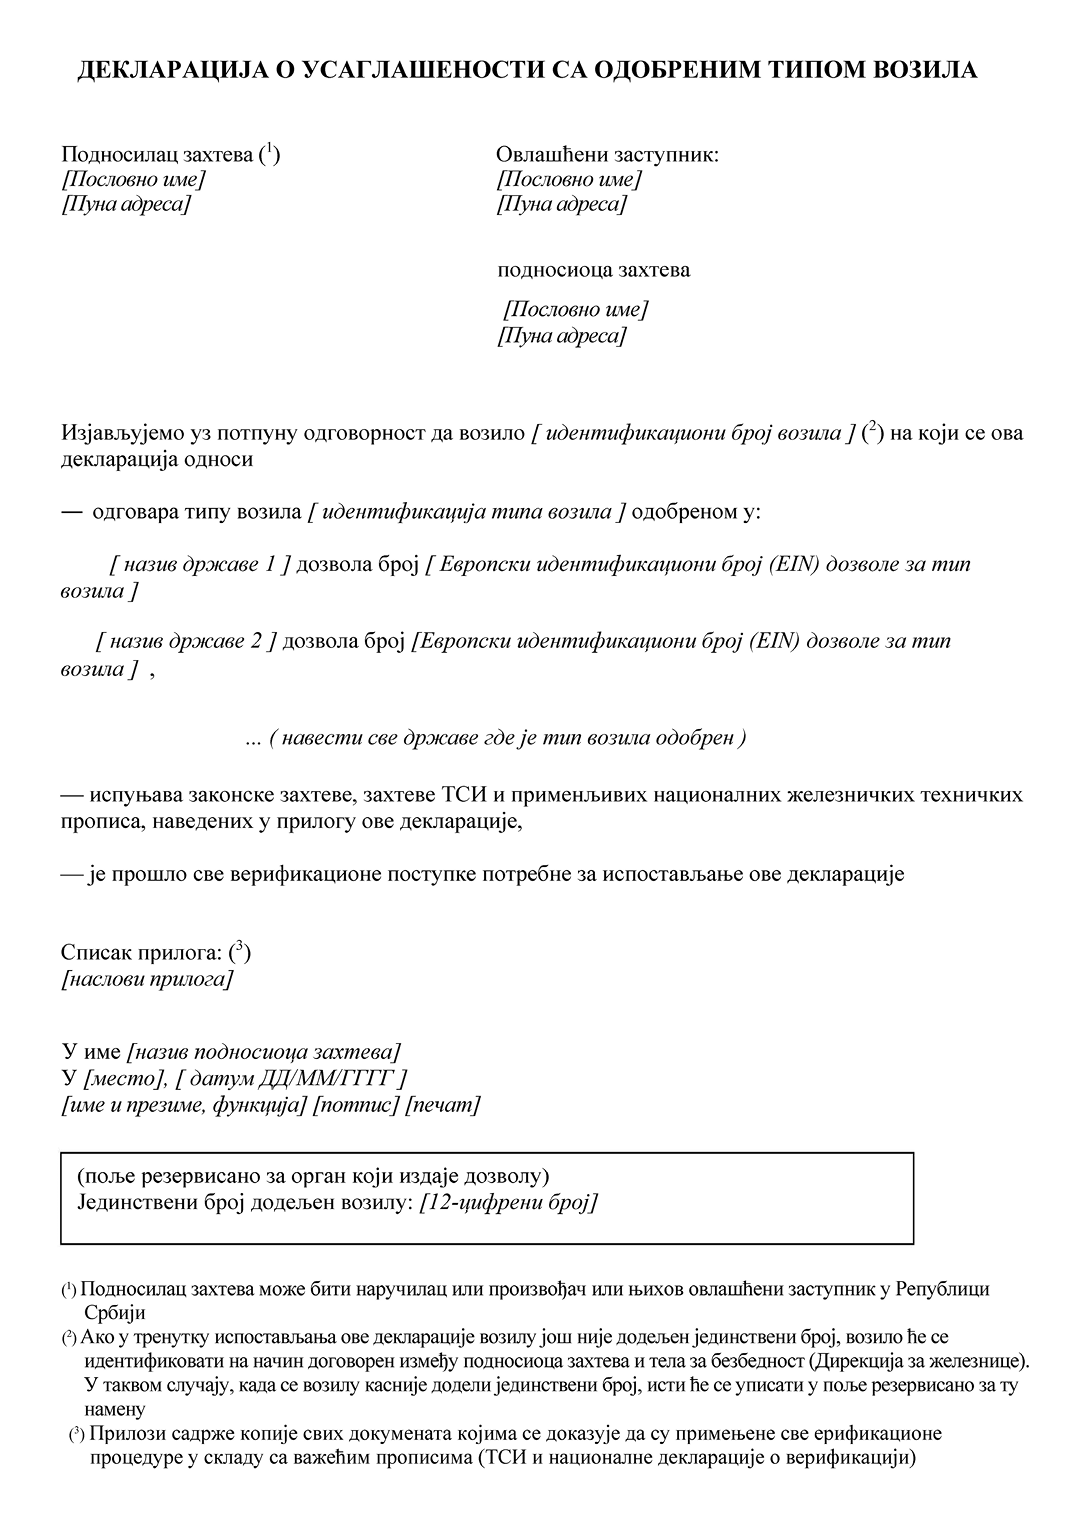 ДЕКЛАРАЦИЈА О УСАГЛАШЕНОСТИ СА ОДОБРЕНИМ ТИПОМ ВОЗИЛА
Подносилац захтева (1)
[Пословно име]
[Пуна адреса]
Овлашћени заступник:
[Пословно име]
[Пуна адреса]
подносиоца захтева
[Пословно име]
[Пуна адреса]
Изјављујемо уз потпуну одговорност да возило [ идентификациони број возила ] (2) на који се ова
декларација односи
— одговара типу возила [ идентификација типа возила ] одобреном у:
[ назив државе 1 ] дозвола број [ Европски идентификациони број (EIN) дозволе за тип
возила ]
[ назив државе 2 ] дозвола број [Европски идентификациони број (EIN) дозволе за тип
возила ] ,
... ( навести све државе где је тип возила одобрен )
— испуњава законске захтеве, захтеве ТСИ и применљивих националних железничких техничких
прописа, наведених у прилогу ове декларације,
— је прошло све верификационе поступке потребне за испостављање ове декларације
Списак прилога: (3)
[наслови прилога]
У име [назив подносиоца захтева]
У [место], [ датум ДД/ММ/ГГГГ ]
[име и презиме, функција] [потпис] [печат]
(поље резервисано за орган који издаје дозволу)
Јединствени број додељен возилу: [12-цифрени број]
(1) Подносилац захтева може бити наручилац или произвођач или њихов овлашћени заступник у Републици
Србији
(2) Ако у тренутку испостављања ове декларације возилу још није додељен јединствени број, возило ће се
идентификовати на начин договорен између подносиоца захтева и тела за безбедност (Дирекција за железнице).
У таквом случају, када се возилу касније додели јединствени број, исти ће се уписати у поље резервисано за ту
намену
(3) Прилози садрже копије свих докумената којима се доказује да су примењене све ерификационе
процедуре у складу са важећим прописима (ТСИ и националне декларације о верификацији)